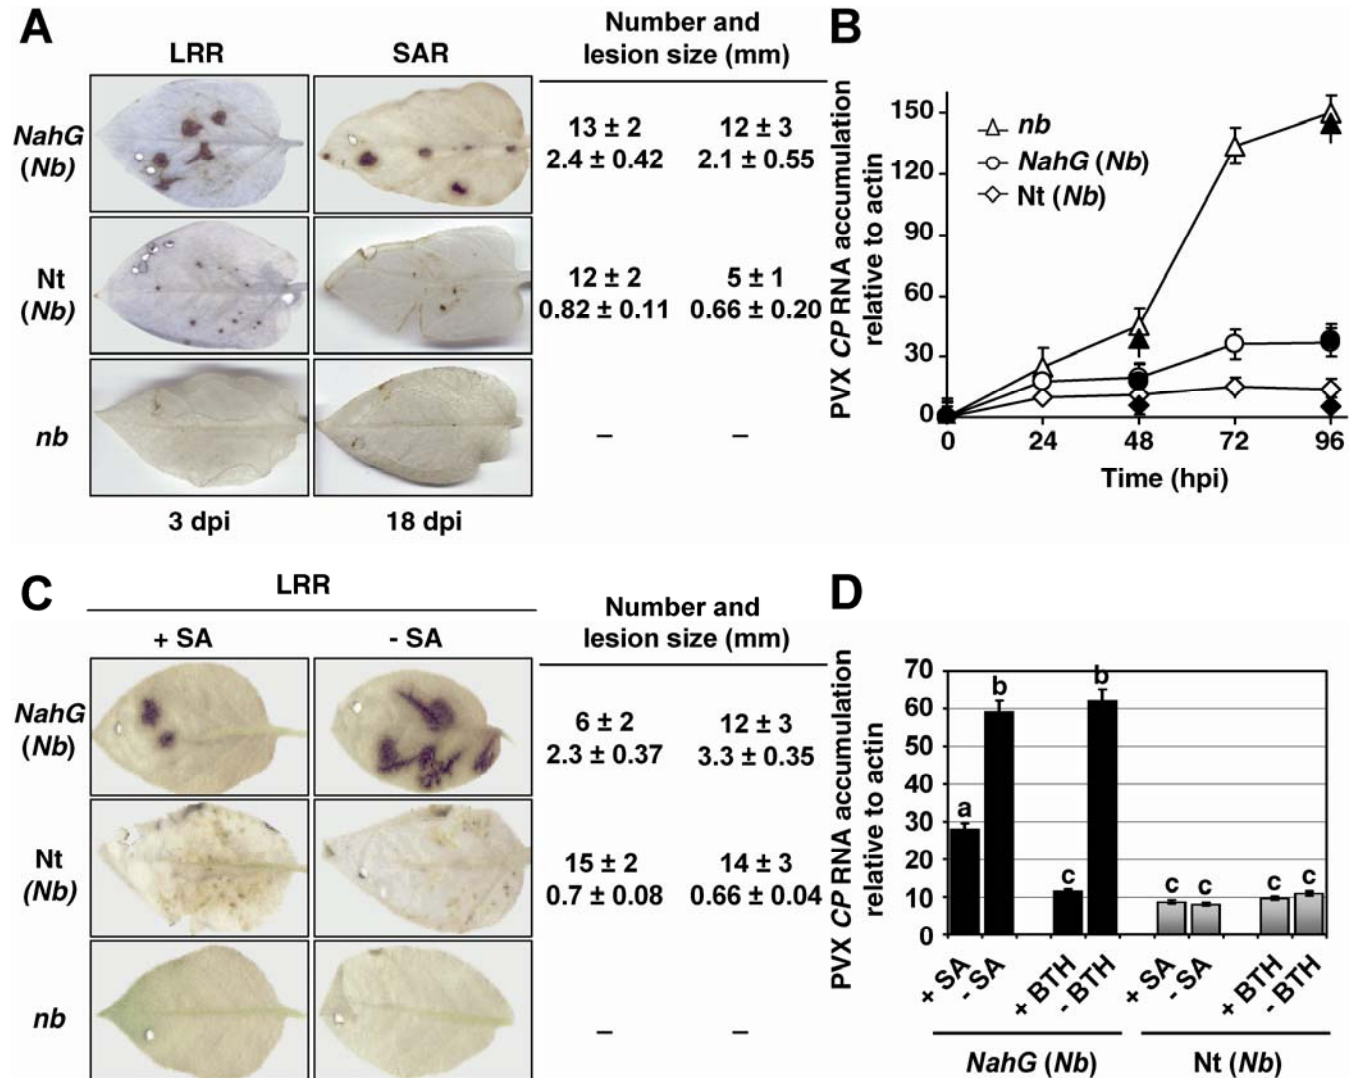 A
LRR
SAR
Number and
lesion size (mm)
NahG
(Nb)
13 ± 2
12 ± 3
2.4 ± 0.42
2.1 ± 0.55
Nt
(Nb)
12 ± 2
5 ± 1
0.82 ± 0.11
0.66 ± 0.20
nb
–
–
3 dpi
18 dpi
B
PVX CP RNA accumulation
relative to actin
150
120
90
60
30
0
nb
NahG (Nb)
Nt (Nb)
0
24
48
72
96
Time (hpi)
C
LRR
+ SA
- SA
Number and
lesion size (mm)
NahG
(Nb)
6 ± 2
12 ± 3
2.3 ± 0.37
3.3 ± 0.35
Nt
(Nb)
15 ± 2
14 ± 3
0.7 ± 0.08
0.66 ± 0.04
nb
–
–
D
PVX CP RNA accumulation
relative to actin
70
60
50
40
30
20
10
0
a
b
c
b
c
c
c
c
+ SA
- SA
+ BTH
- BTH
+ SA
- SA
+ BTH
- BTH
NahG (Nb)
Nt (Nb)